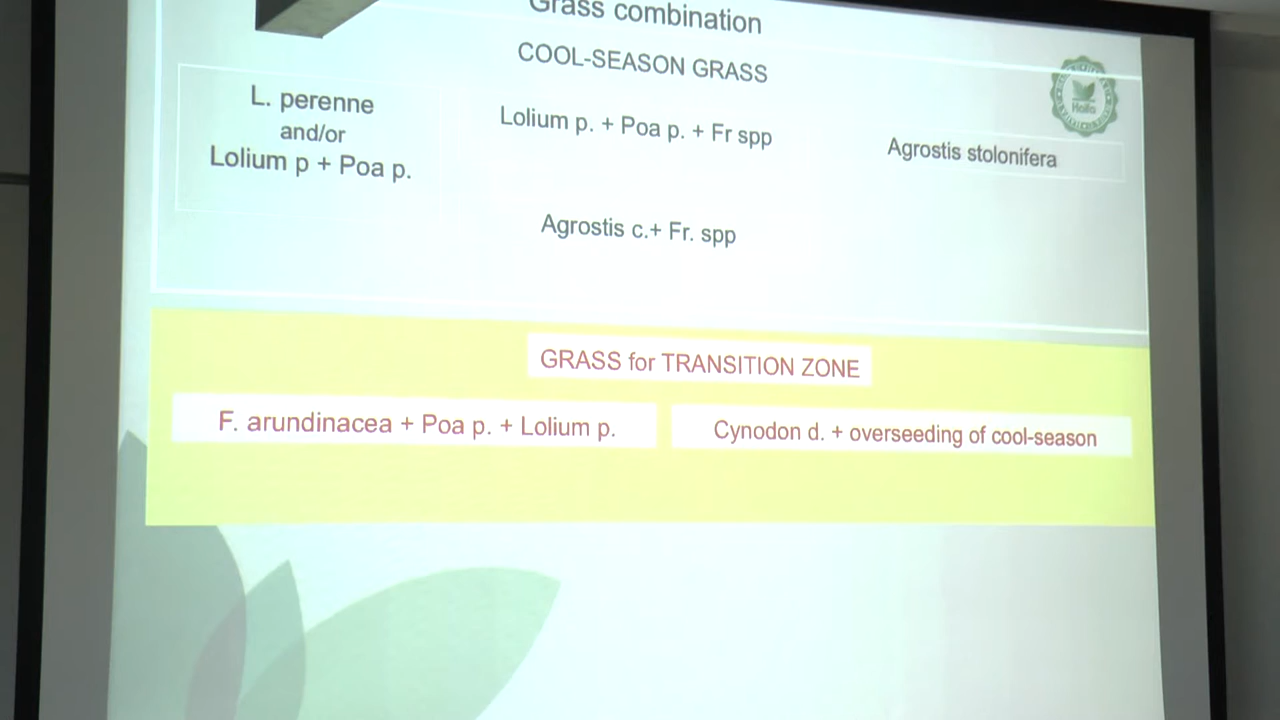 Grass combination
COOL-SEASON GRASS
L. perenne
and/or
Lolium p + Poa p.
Lolium p. + Poa p. + Fr spp
Agrostis stolonifera
Agrostis c.+ Fr. spp
GRASS for TRANSITION ZONE
F. arundinacea + Poa p. + Lolium p.
Cynodon d. + overseeding of cool-season